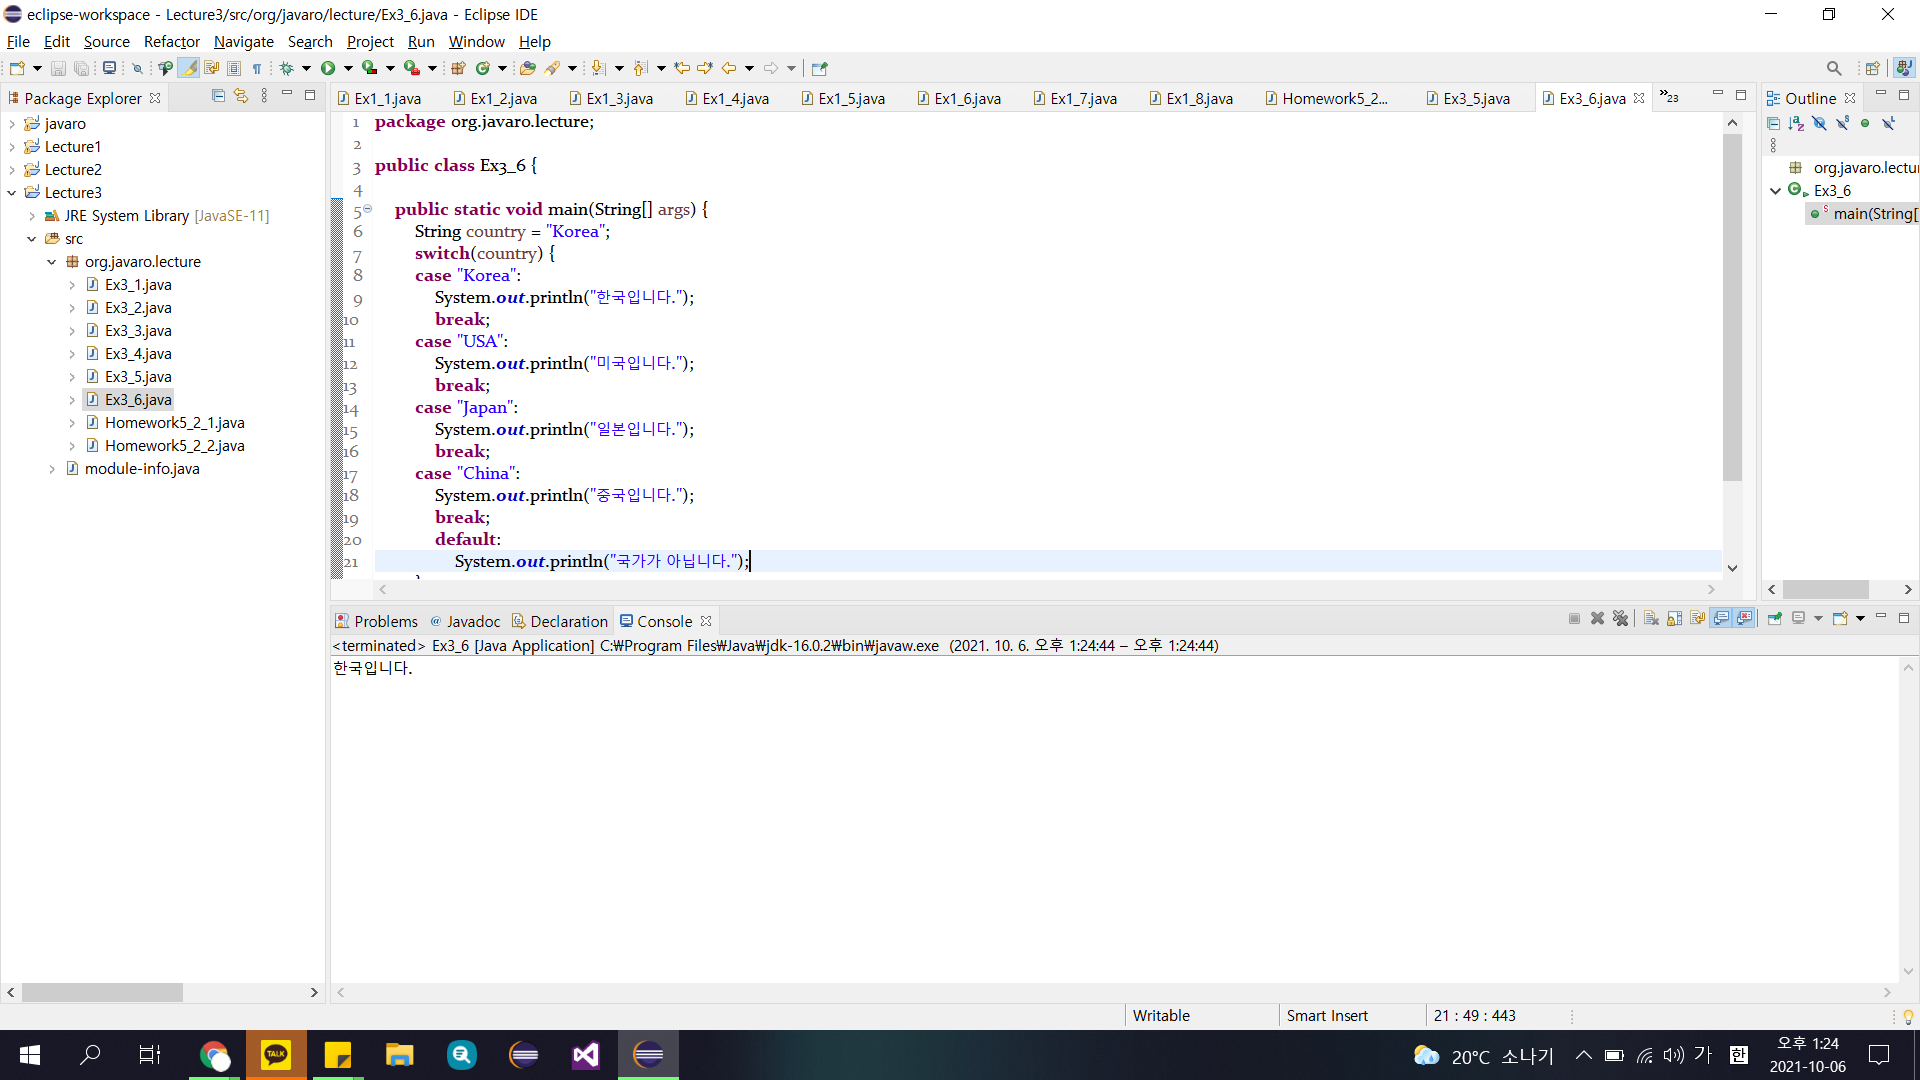 eclipse-workspace - Lecture3/src/org/javaro/lecture/Ex3_6.java - Eclipse IDE
File Edit Source Refactor Navigate Search Project Run Window Help
Package Explorer
javaro
Lecture1
Lecture2
Lecture3
JRE System Library [JavaSE-11]
src
org.javaro.lecture
Ex3_1.java
Ex3_2.java
Ex3_3.java
Ex3_4.java
Ex3_5.java
Ex3_6.java
Homework5_2_1.java
Homework5_2_2.java
module-info.java
Ex1_1.java Ex1_2.java Ex1_3.java Ex1_4.java Ex1_5.java Ex1_6.java Ex1_7.java Ex1_8.java Homework5_2... Ex3_5.java Ex3_6.java »23
1 package org.javaro.lecture;
2
3 public class Ex3_6 {
4
5 public static void main(String[] args) {
6 String country = "Korea";
7 switch(country) {
8 case "Korea":
9 System.out.println("한국입니다.");
10 break;
11 case "USA":
12 System.out.println("미국입니다.");
13 break;
14 case "Japan":
15 System.out.println("일본입니다.");
16 break;
17 case "China":
18 System.out.println("중국입니다.");
19 break;
20 default:
21 System.out.println("국가가 아닙니다.");
Outline
org.javaro.lectu
Ex3_6
main(String[
Problems @ Javadoc Declaration Console
<terminated> Ex3_6 [Java Application] C:₩Program Files₩Java₩jdk-16.0.2₩bin₩javaw.exe (2021. 10. 6. 오후 1:24:44 – 오후 1:24:44)
한국입니다.
Writable Smart Insert 21 : 49 : 443
TALK
20°C 소나기 가 한 오후 1:24
2021-10-06